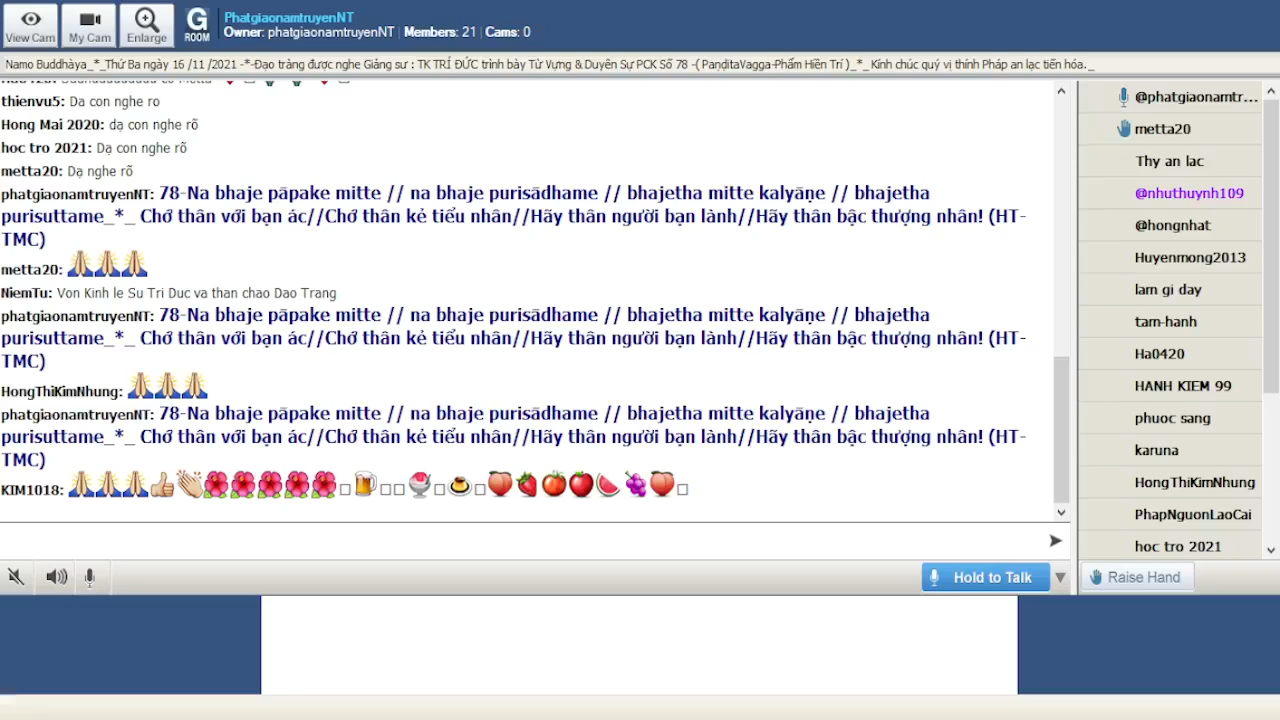 View Cam
My Cam
Enlarge
G
ROOM
PhatgiaonamtruyenNT
Owner: phatgiaonamtruyenNT | Members: 21 | Cams: 0
Namo Buddhàya_*_Thứ Ba ngày 16 /11 /2021 -*-Đạo tràng được nghe Giảng sư : TK TRÍ ĐỨC trình bày Từ Vựng & Duyên Sự PCK Số 78 -( PaṇḍitaVagga-Phẩm Hiền Trí )_*_ Kính chúc quý vị thính Pháp an lạc tiến hóa._
thienvu5: Da con nghe ro
Hong Mai 2020: dạ con nghe rõ
hoc tro 2021: Dạ con nghe rõ
metta20: Dạ nghe rõ
phatgiaonamtruyenNT: 78-Na bhaje pāpake mitte // na bhaje purisādhame // bhajetha mitte kalyāṇe // bhajetha
purisuttame_*_ Chớ thân với bạn ác//Chớ thân kẻ tiểu nhân//Hãy thân người bạn lành//Hãy thân bậc thượng nhân! (HT-
TMC)
metta20: 🙏🙏🙏
NiemTu: Von Kinh le Su Tri Duc va than chao Dao Trang
phatgiaonamtruyenNT: 78-Na bhaje pāpake mitte // na bhaje purisādhame // bhajetha mitte kalyāṇe // bhajetha
purisuttame_*_ Chớ thân với bạn ác//Chớ thân kẻ tiểu nhân//Hãy thân người bạn lành//Hãy thân bậc thượng nhân! (HT-
TMC)
HongThiKimNhung: 🙏🙏🙏
phatgiaonamtruyenNT: 78-Na bhaje pāpake mitte // na bhaje purisādhame // bhajetha mitte kalyāṇe // bhajetha
purisuttame_*_ Chớ thân với bạn ác//Chớ thân kẻ tiểu nhân//Hãy thân người bạn lành//Hãy thân bậc thượng nhân! (HT-
TMC)
KIM1018: 🙏🙏🙏👍👏🌺🌺🌺🌺🌺□🍺□□🍨□🍮□🍑🍓🍅🍎🍉🍇🍑□
Hold to Talk
@phatgiaonamtr...
metta20
Thy an lac
@nhuthuynh109
@hongnhat
Huyenmong2013
lam gi day
tam-hanh
Ha0420
HANH KIEM 99
phuoc sang
karuna
HongThiKimNhung
PhapNguonLaoCai
hoc tro 2021
Raise Hand